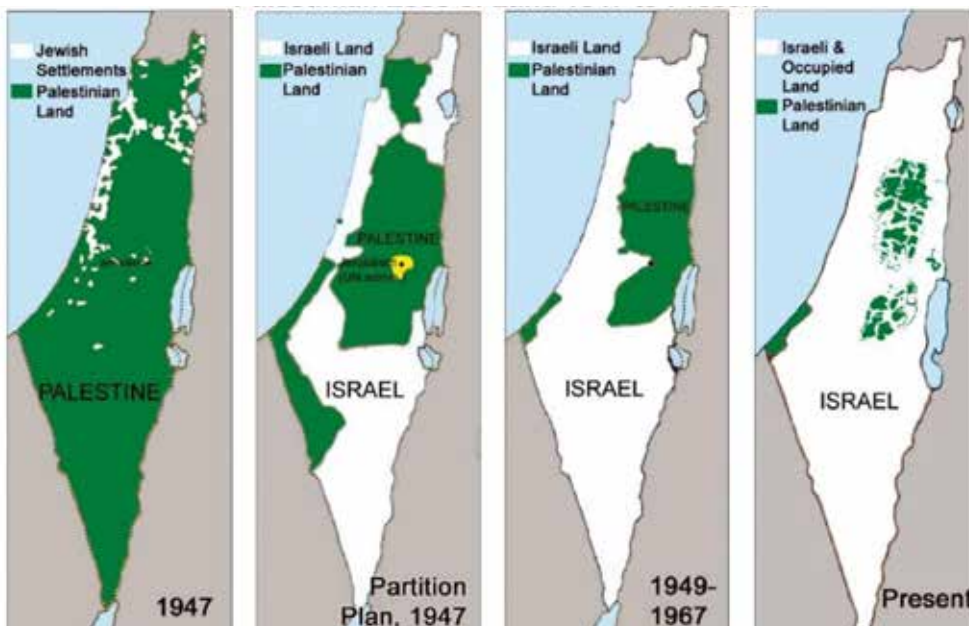 Jewish
Settlements
Palestinian
Land
PALESTINE
1947
Israeli Land
Palestinian
Land
PALESTINE
ISRAEL
Partition
Plan, 1947
Israeli Land
Palestinian
Land
PALESTINE
ISRAEL
1949-
1967
Israeli &
Occupied
Land
Palestinian
Land
ISRAEL
Present